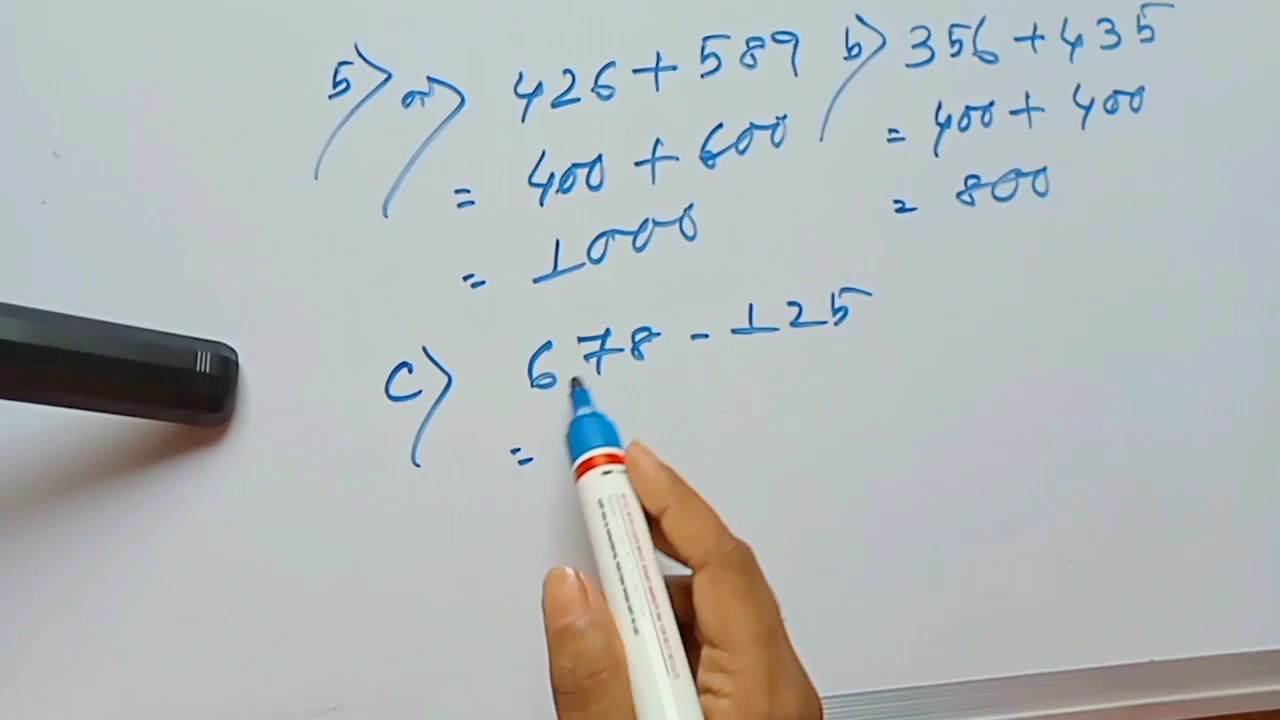 5) a) 426 + 589
= 400 + 600
= 1000
b) 356 + 435
= 400 + 400
= 800
c) 678 - 125
=